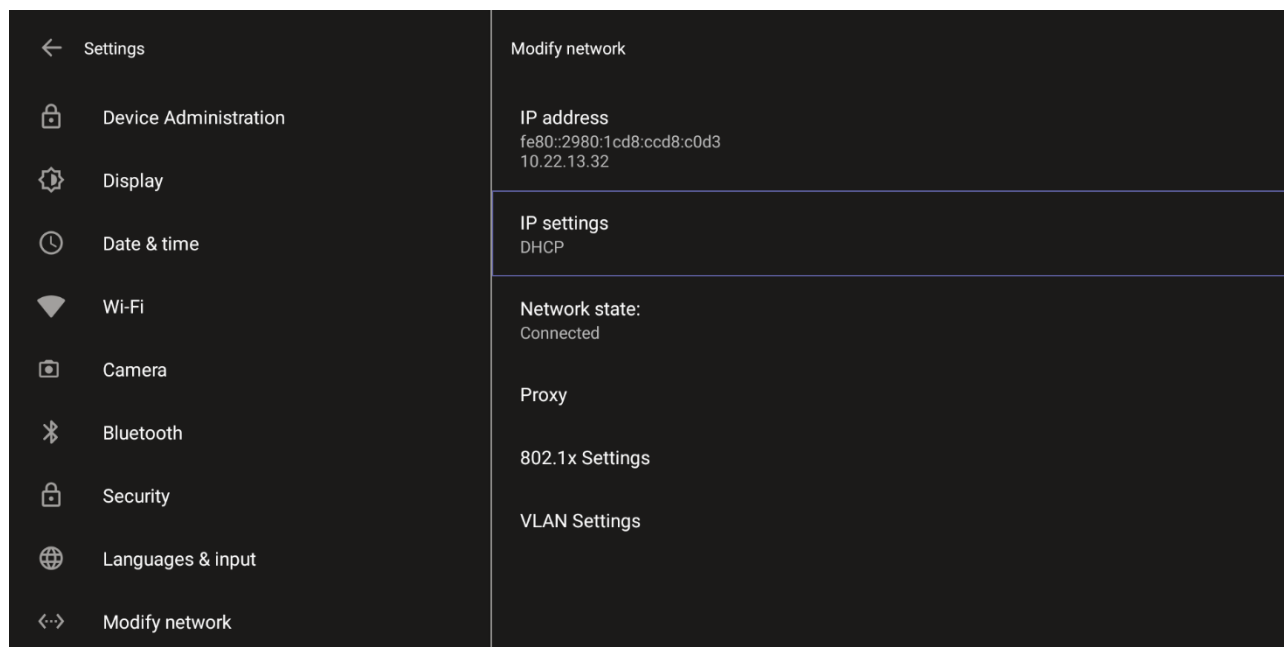 Settings
Device Administration
Display
Date & time
Wi-Fi
Camera
Bluetooth
Security
Languages & input
Modify network
Modify network
IP address
fe80::2980:1cd8:ccd8:c0d3
10.22.13.32
IP settings
DHCP
Network state:
Connected
Proxy
802.1x Settings
VLAN Settings